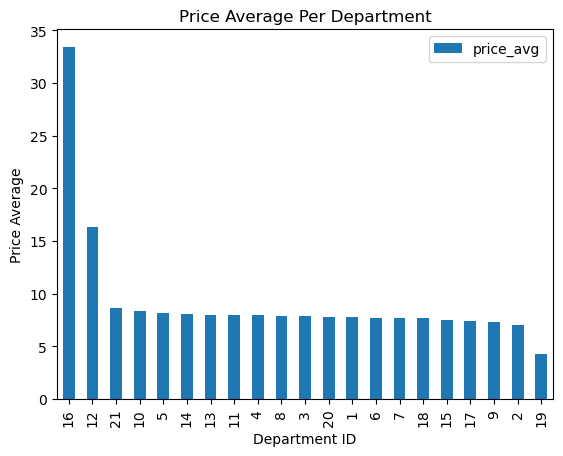 Price Average Per Department
price_avg
Price Average
35
30
25
20
15
10
5
0
16 12 21 10 5 14 13 11 4 8 3 20 1 6 7 18 15 17 9 2 19
Department ID